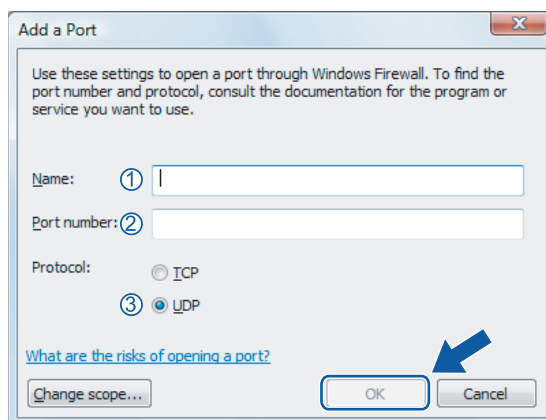 Add a Port
X
Use these settings to open a port through Windows Firewall. To find the
port number and protocol, consult the documentation for the program or
service you want to use.
Name: ①
Port number: ②
Protocol: TCP
③ UDP
What are the risks of opening a port?
Change scope... OK Cancel